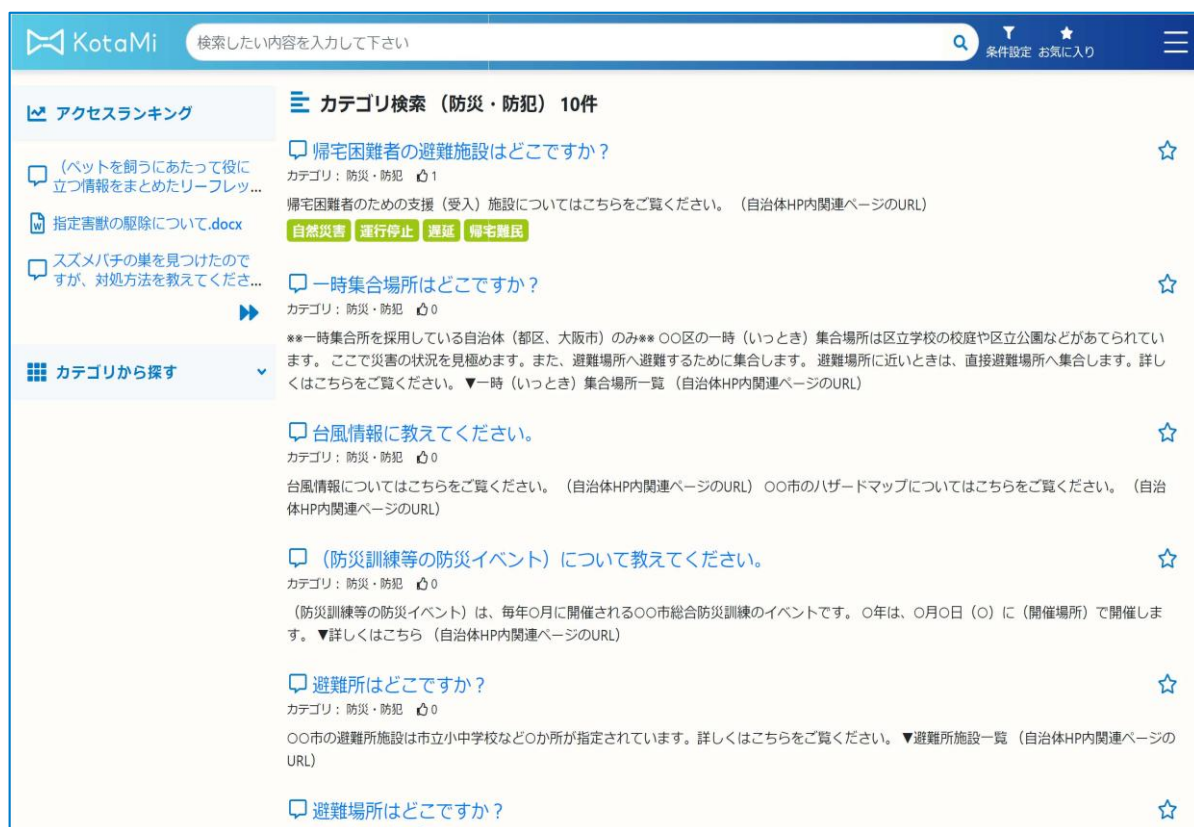 KotaMi
検索したい内容を入力して下さい
条件設定 お気に入り
アクセスランキング
（ペットを飼うにあたって役に
立つ情報をまとめたリーフレッ...
指定害獣の駆除について.docx
スズメバチの巣を見つけたので
すが、対処方法を教えてくださ...
カテゴリから探す
カテゴリ検索 （防災・防犯） 10件
帰宅困難者の避難施設はどこですか？
カテゴリ： 防災・防犯 1
帰宅困難者のための支援（受入）施設についてはこちらをご覧ください。 （自治体HP内関連ページのURL）
自然災害 運行停止 遅延 帰宅難民
一時集合場所はどこですか？
カテゴリ： 防災・防犯 0
**一時集合所を採用している自治体（都区、大阪市）のみ** ○○区の一時（いっとき）集合場所は区立学校の校庭や区立公園などがあてられてい
ます。 ここで災害の状況を見極めます。また、避難場所へ避難するために集合します。 避難場所に近いときは、直接避難場所へ集合します。詳し
くはこちらをご覧ください。 ▼一時（いっとき）集合場所一覧 （自治体HP内関連ページのURL）
台風情報に教えてください。
カテゴリ： 防災・防犯 0
台風情報についてはこちらをご覧ください。 （自治体HP内関連ページのURL） ○○市のハザードマップについてはこちらをご覧ください。 （自治
体HP内関連ページのURL）
（防災訓練等の防災イベント）について教えてください。
カテゴリ： 防災・防犯 0
（防災訓練等の防災イベント）は、毎年○月に開催される○○市総合防災訓練のイベントです。 ○年は、○月○日（○）に（開催場所）で開催しま
す。 ▼詳しくはこちら （自治体HP内関連ページのURL）
避難所はどこですか？
カテゴリ： 防災・防犯 0
○○市の避難所施設は市立小中学校など○か所が指定されています。詳しくはこちらをご覧ください。 ▼避難所施設一覧 （自治体HP内関連ページの
URL）
避難場所はどこですか？